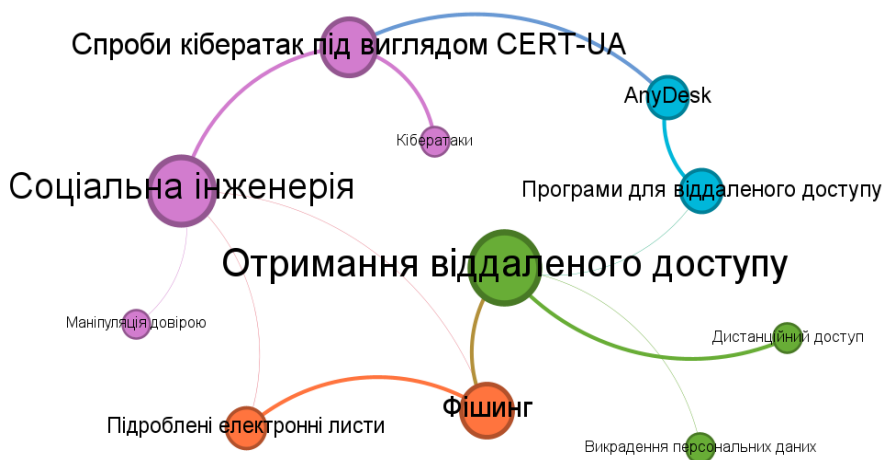 Спроби кібератак під виглядом CERT-UA
AnyDesk
Кібератаки
Соціальна інженерія
Програми для віддаленого доступу
Отримання віддаленого доступу
Маніпуляція довірою
Дистанційний доступ
Фішинг
Підроблені електронні листи
Викрадення персональних даних